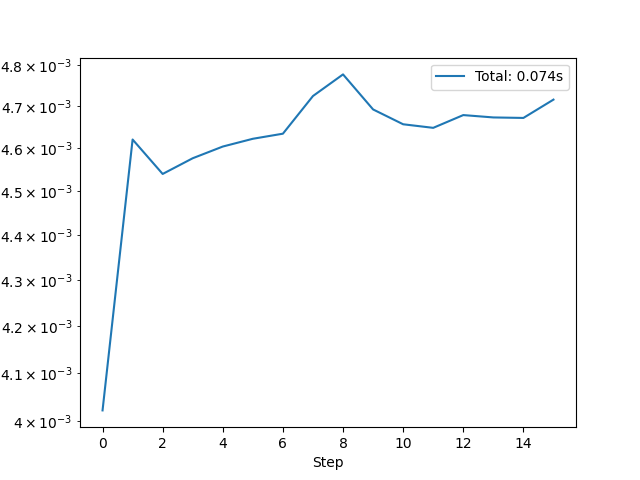 4.8 × 10⁻³
4.7 × 10⁻³
4.6 × 10⁻³
4.5 × 10⁻³
4.4 × 10⁻³
4.3 × 10⁻³
4.2 × 10⁻³
4.1 × 10⁻³
4 × 10⁻³
Total: 0.074s
0 2 4 6 8 10 12 14
Step